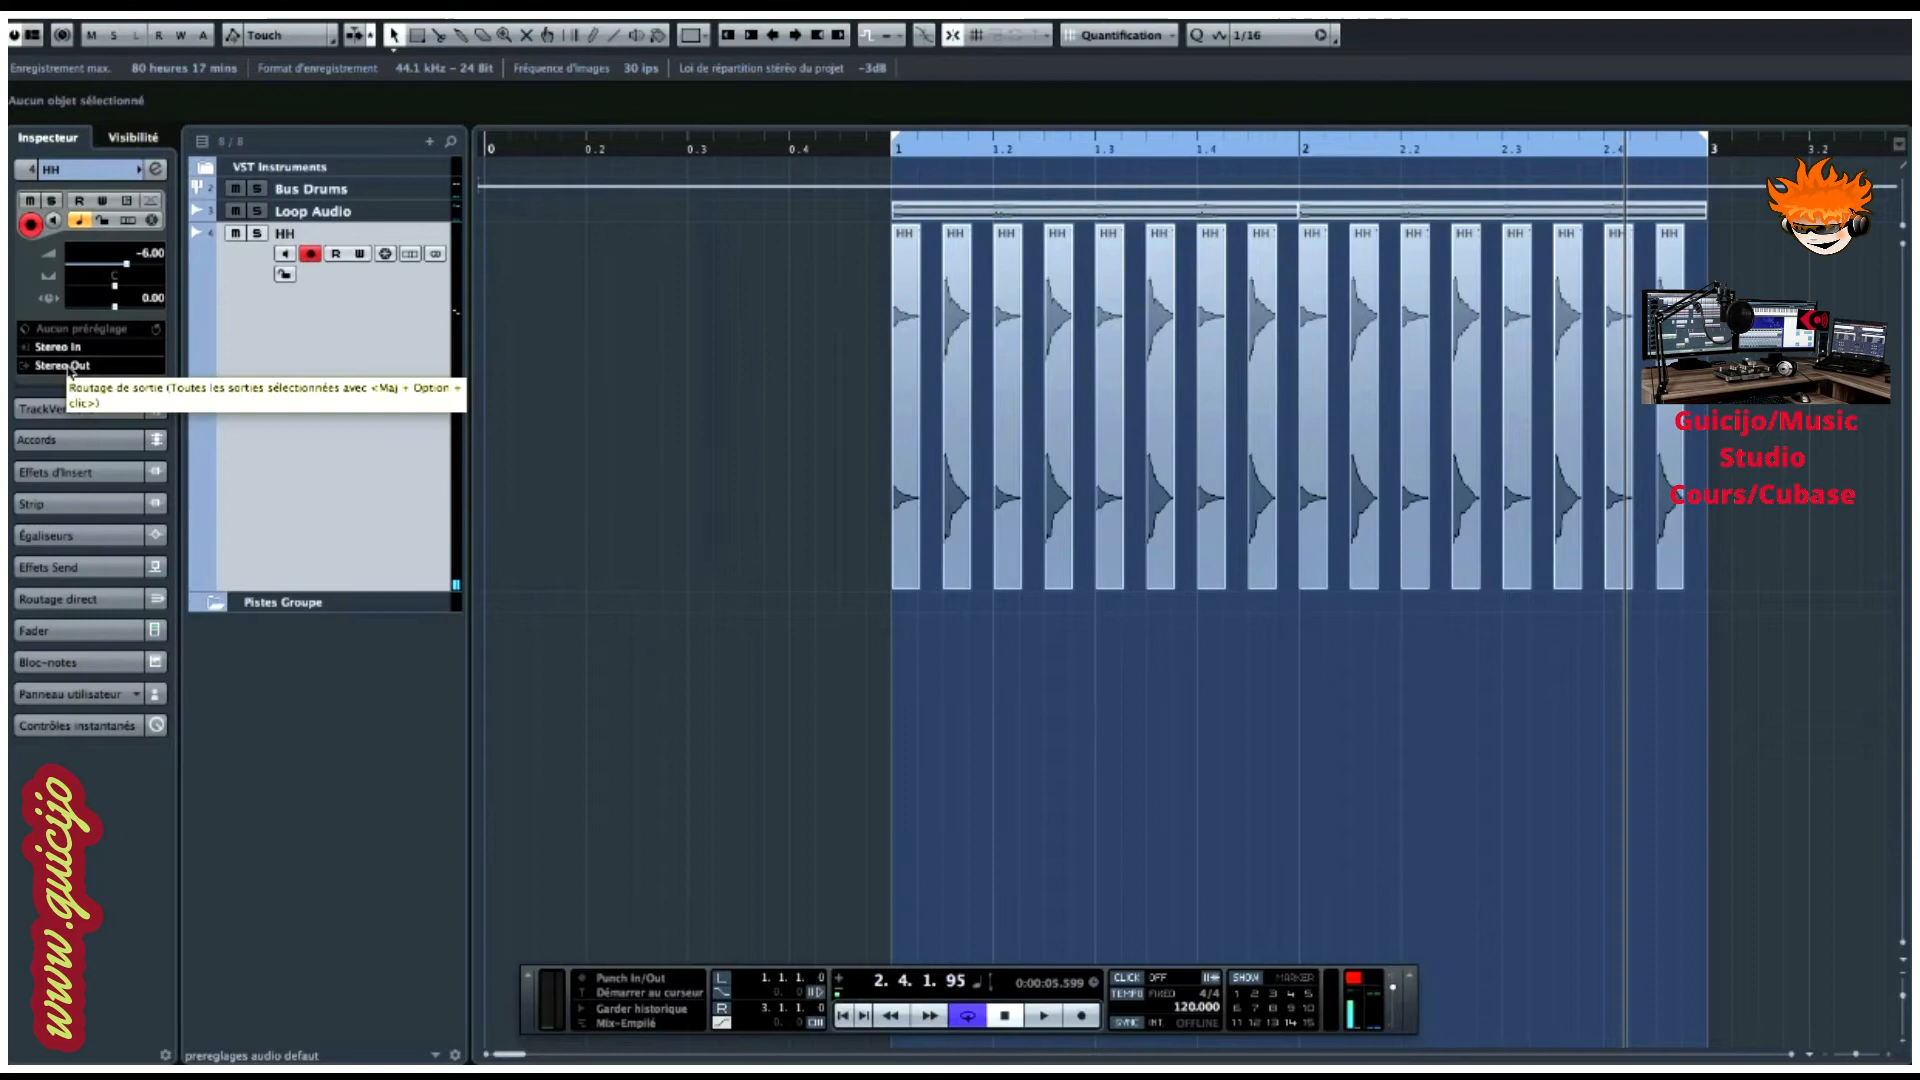 M S L R W A Touch Quantification Q 1/16
Enregistrement max. 80 heures 17 mins Format d'enregistrement 44.1 kHz - 24 Bit Fréquence d'images 30 ips Loi de répartition stéréo du projet -3dB
Aucun objet sélectionné
Inspecteur Visibilité 8 / 8
0 0.2 0.3 0.4 1 1.2 1.3 1.4 2 2.2 2.3 2.4 3 3.2
4 HH
m S R W
-6.00
C
0.00
Aucun préréglage
Stereo In
Stereo Out
Routage de sortie (Toutes les sorties sélectionnées avec <Maj + Option +
clic>)
Accords
Effets d'Insert
Strip
Égaliseurs
Effets Send
Routage direct
Fader
Bloc-notes
Panneau utilisateur
Contrôles instantanés
VST Instruments
2 m S Bus Drums
3 m S Loop Audio
4 m S HH
R W
Pistes Groupe
HH HH HH HH HH HH HH HH HH HH HH HH HH HH HH HH
Guicijo/Music
Studio
Cours/Cubase
www.guicijo
Punch In/Out
Démarrer au curseur
Garder historique
Mix-Empilé
L 1. 1. 1. 0
R 3. 1. 1. 0
2. 4. 1. 95 0:00:05.599
CLICK OFF
TEMPO FIXED 4/4
120.000
SYNC INT. OFFLINE
SHOW MARKER
1 2 3 4 5
6 7 8 9 10
11 12 13 14 15
prereglages audio defaut